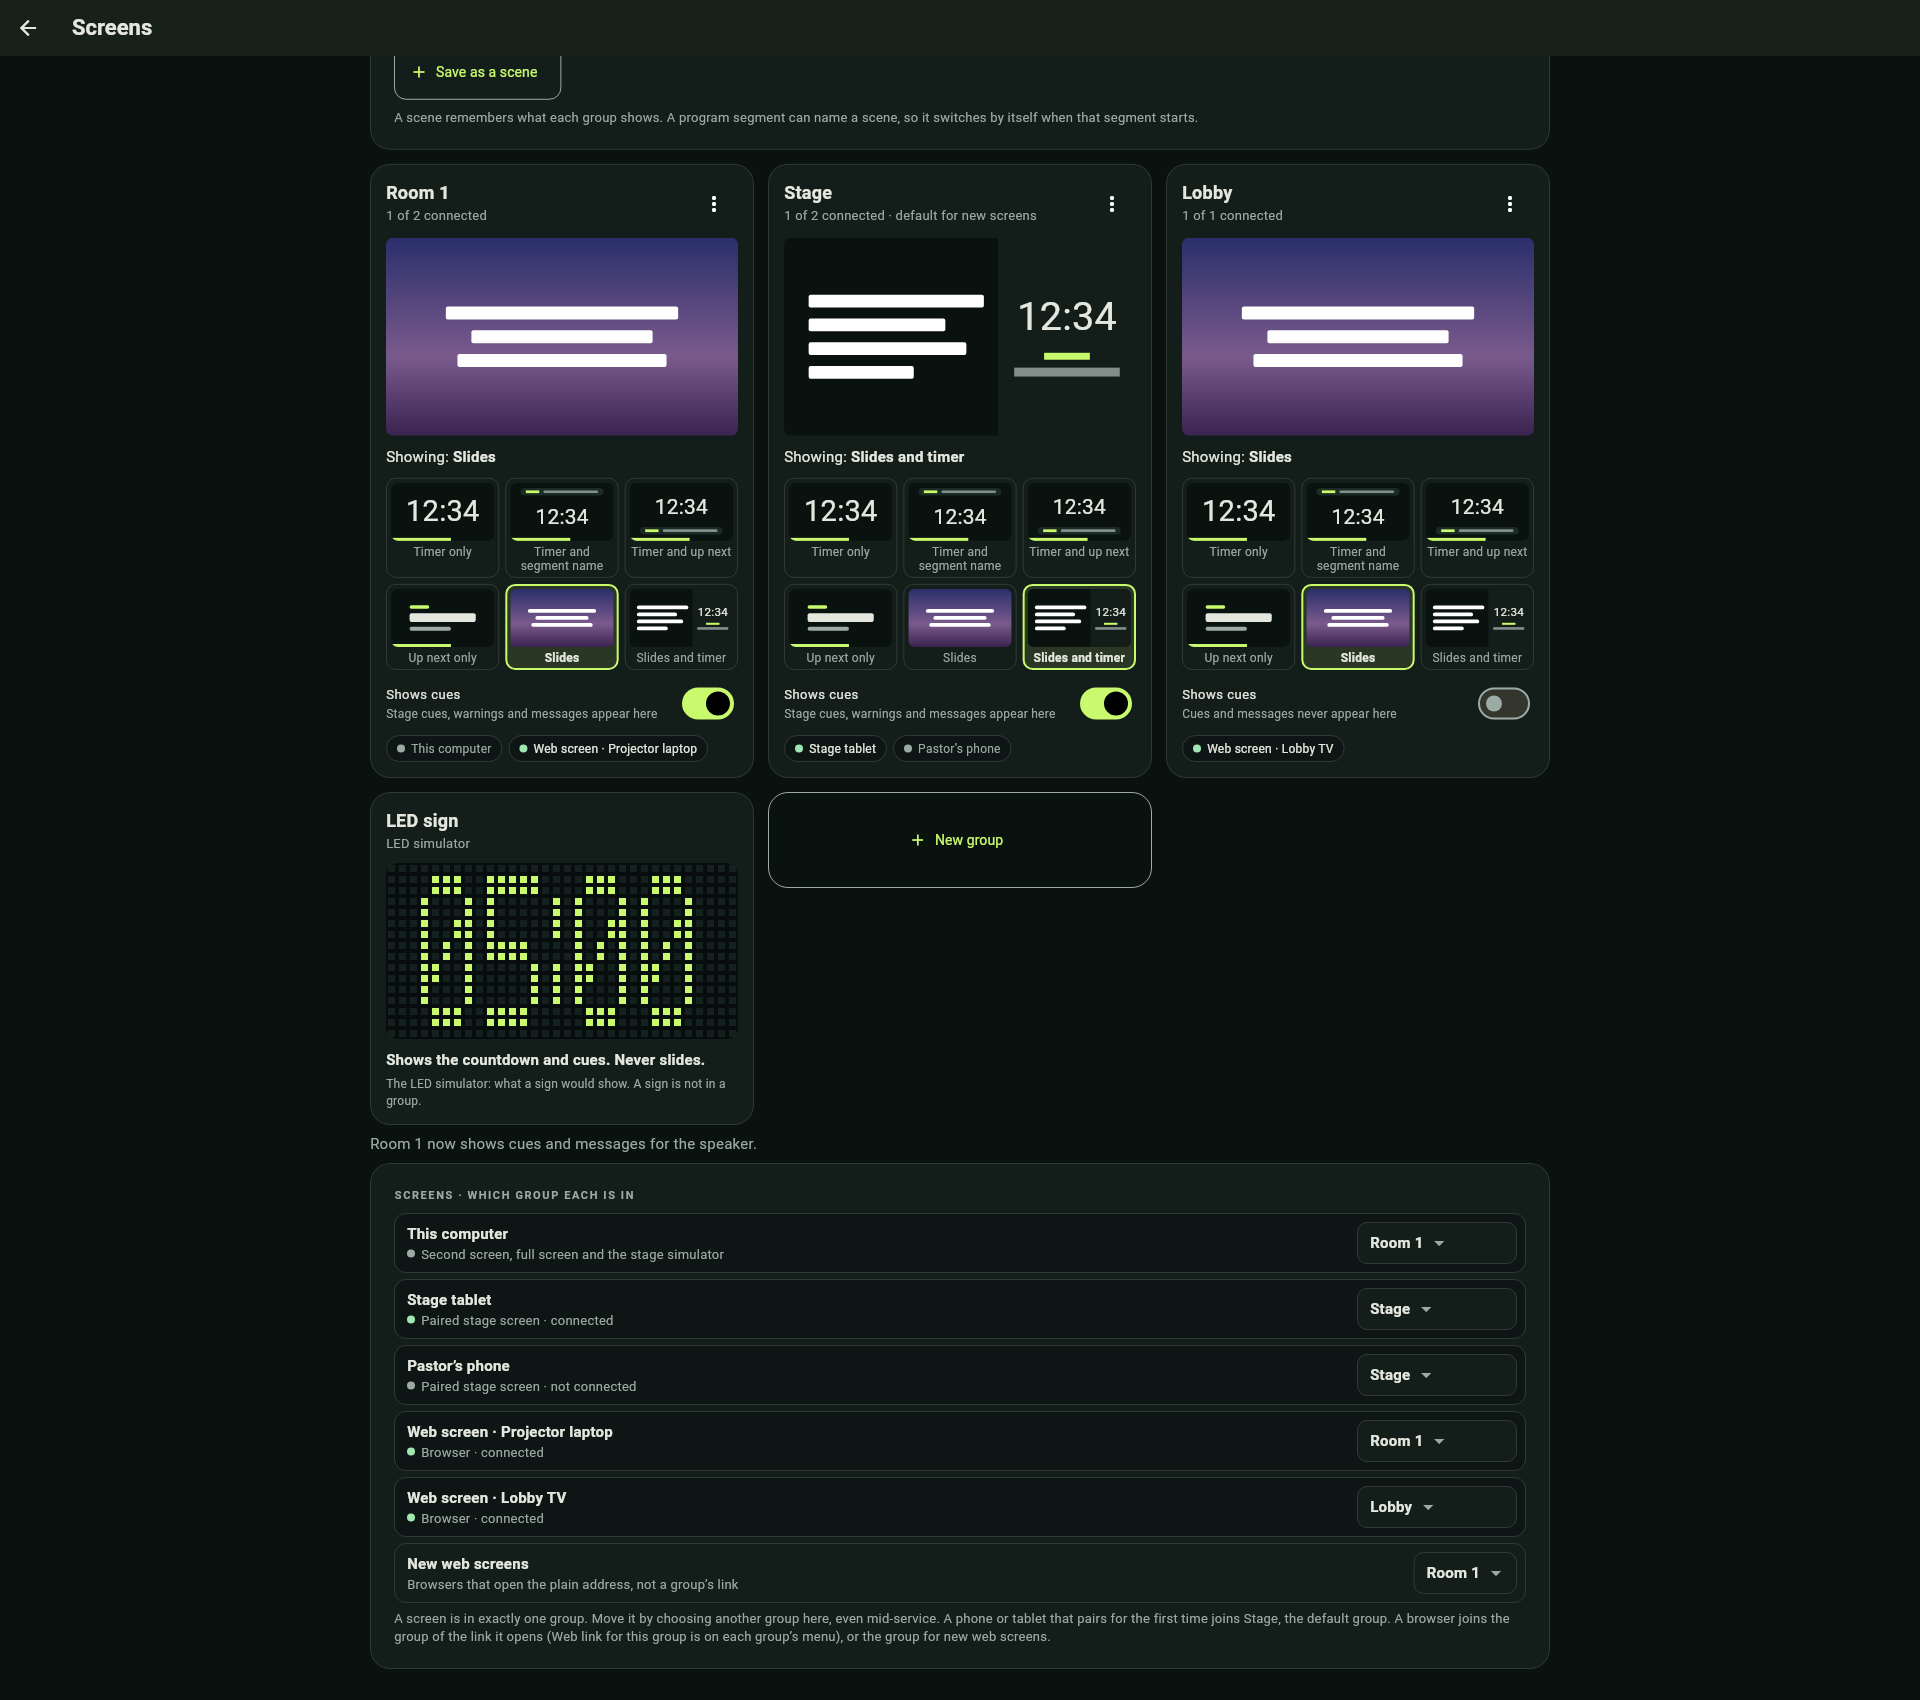 Screens
+ Save as a scene
A scene remembers what each group shows. A program segment can name a scene, so it switches by itself when that segment starts.
Room 1
1 of 2 connected
Showing: Slides
12:34
Timer only
12:34
Timer and
segment name
12:34
Timer and up next
Up next only
Slides
12:34
Slides and timer
Shows cues
Stage cues, warnings and messages appear here
This computer
Web screen · Projector laptop
Stage
1 of 2 connected · default for new screens
12:34
Showing: Slides and timer
12:34
Timer only
12:34
Timer and
segment name
12:34
Timer and up next
Up next only
Slides
12:34
Slides and timer
Shows cues
Stage cues, warnings and messages appear here
Stage tablet
Pastor’s phone
Lobby
1 of 1 connected
Showing: Slides
12:34
Timer only
12:34
Timer and
segment name
12:34
Timer and up next
Up next only
Slides
12:34
Slides and timer
Shows cues
Cues and messages never appear here
Web screen · Lobby TV
LED sign
LED simulator
05:00
Shows the countdown and cues. Never slides.
The LED simulator: what a sign would show. A sign is not in a
group.
+ New group
Room 1 now shows cues and messages for the speaker.
SCREENS · WHICH GROUP EACH IS IN
This computer
Second screen, full screen and the stage simulator
Room 1
Stage tablet
Paired stage screen · connected
Stage
Pastor’s phone
Paired stage screen · not connected
Stage
Web screen · Projector laptop
Browser · connected
Room 1
Web screen · Lobby TV
Browser · connected
Lobby
New web screens
Browsers that open the plain address, not a group’s link
Room 1
A screen is in exactly one group. Move it by choosing another group here, even mid-service. A phone or tablet that pairs for the first time joins Stage, the default group. A browser joins the
group of the link it opens (Web link for this group is on each group’s menu), or the group for new web screens.